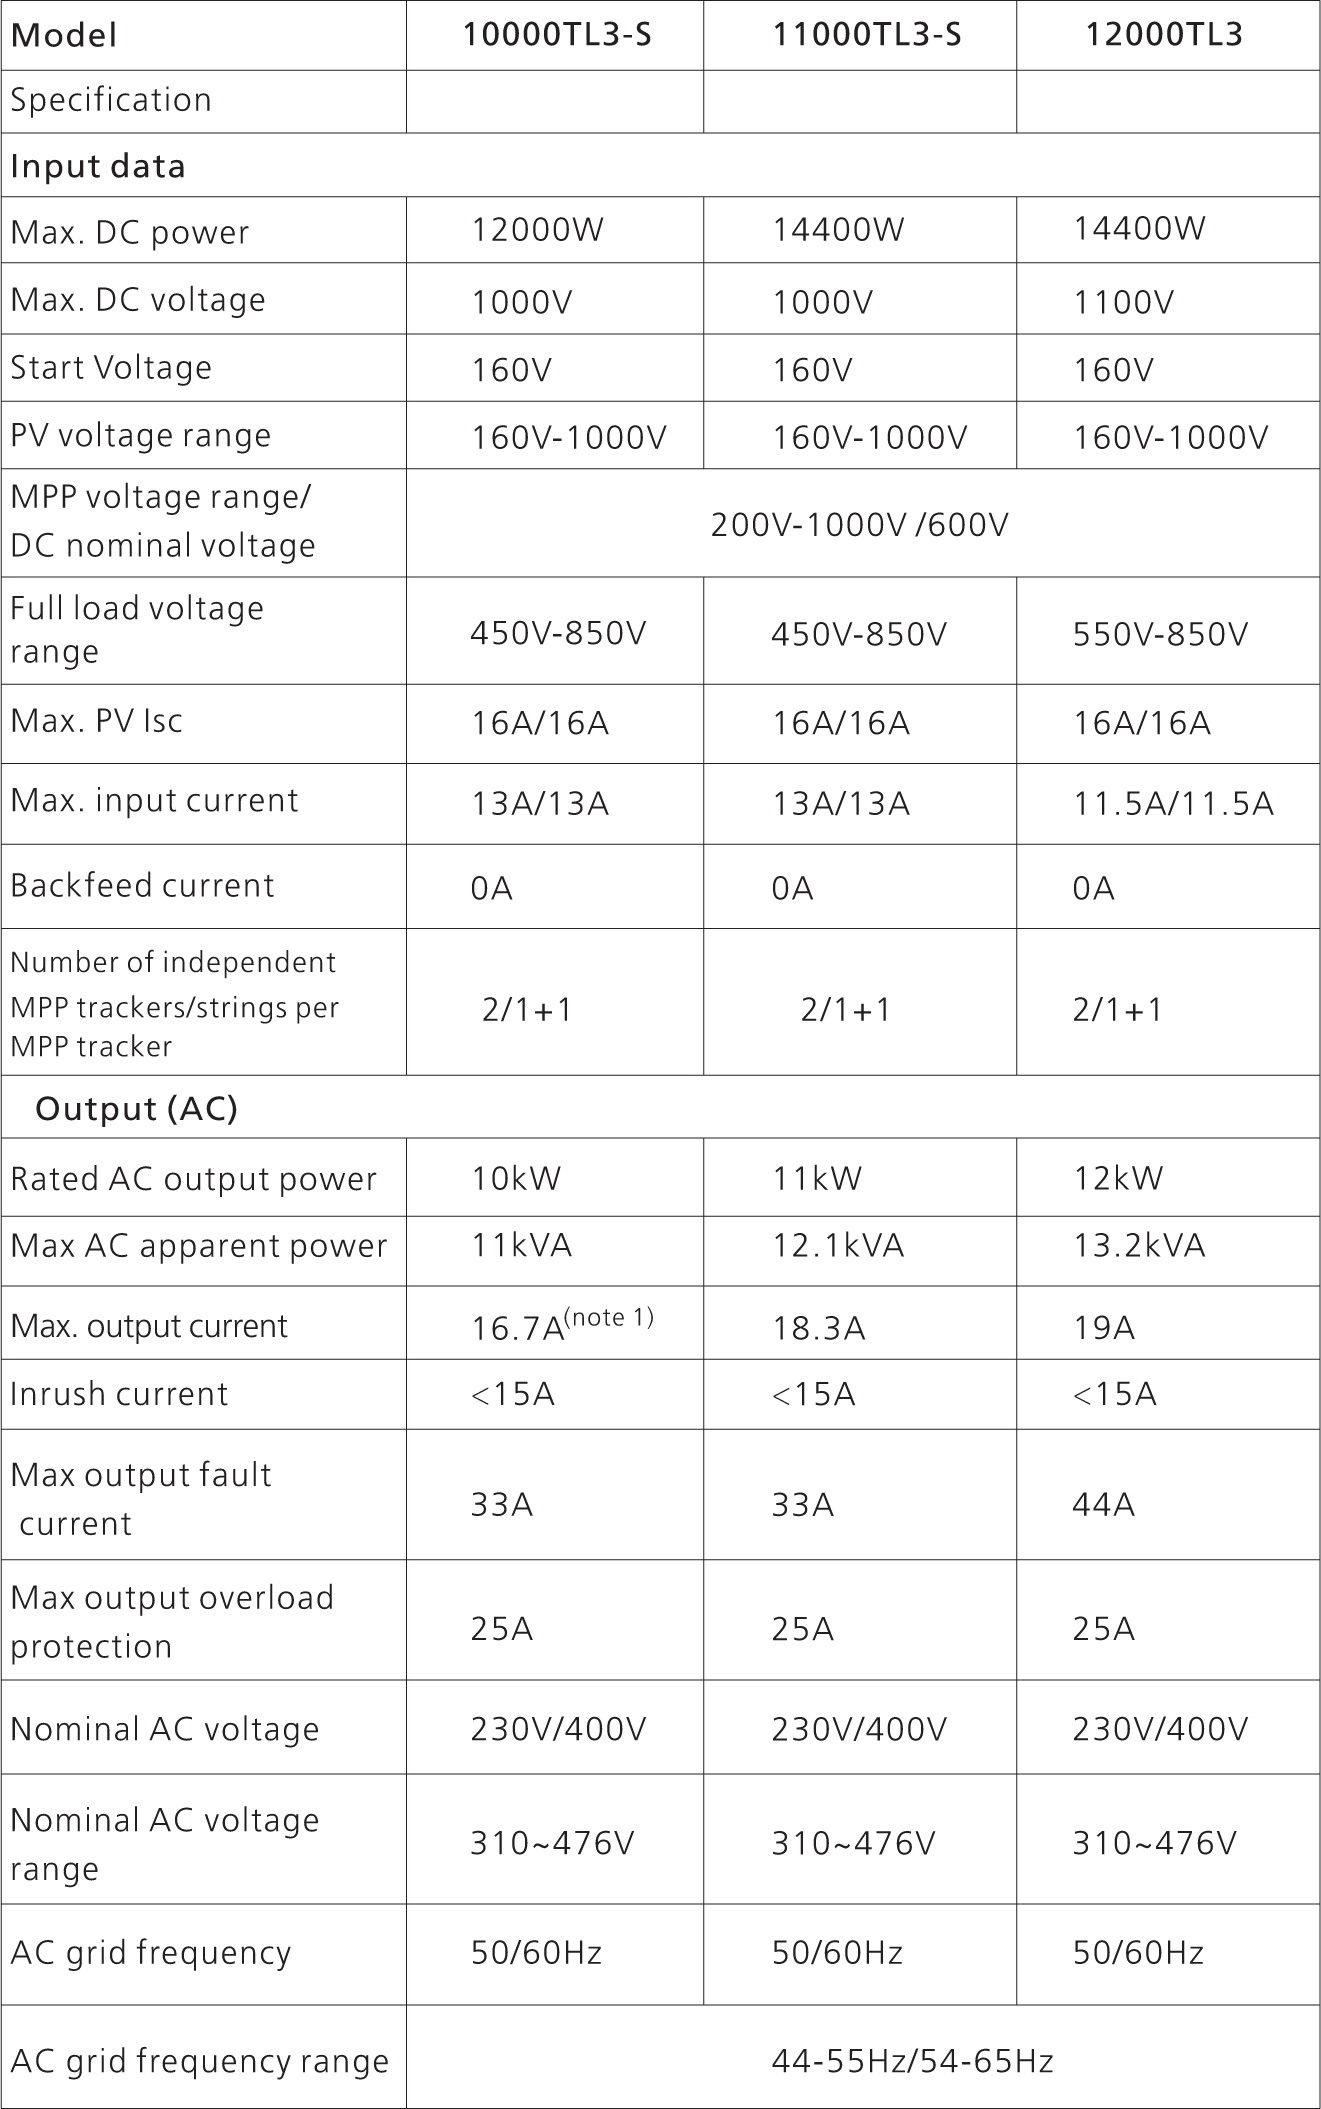 Model 10000TL3-S 11000TL3-S 12000TL3
Specification
Input data
Max. DC power 12000W 14400W 14400W
Max. DC voltage 1000V 1000V 1100V
Start Voltage 160V 160V 160V
PV voltage range 160V-1000V 160V-1000V 160V-1000V
MPP voltage range/
DC nominal voltage
200V-1000V /600V
Full load voltage
range
450V-850V 450V-850V 550V-850V
Max. PV Isc 16A/16A 16A/16A 16A/16A
Max. input current 13A/13A 13A/13A 11.5A/11.5A
Backfeed current 0A 0A 0A
Number of independent
MPP trackers/strings per
MPP tracker
2/1+1 2/1+1 2/1+1
Output (AC)
Rated AC output power 10kW 11kW 12kW
Max AC apparent power 11kVA 12.1kVA 13.2kVA
Max. output current 16.7A(note 1) 18.3A 19A
Inrush current <15A <15A <15A
Max output fault
current
33A 33A 44A
Max output overload
protection
25A 25A 25A
Nominal AC voltage 230V/400V 230V/400V 230V/400V
Nominal AC voltage
range
310~476V 310~476V 310~476V
AC grid frequency 50/60Hz 50/60Hz 50/60Hz
AC grid frequency range 44-55Hz/54-65Hz